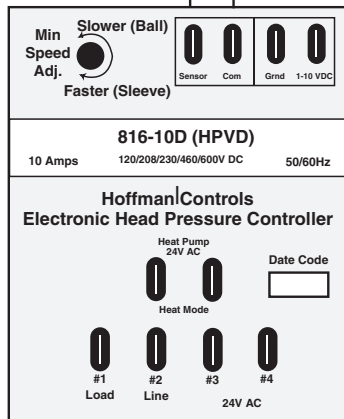 Min Speed Adj.
Slower (Ball)
Faster (Sleeve)
Sensor Com Grnd 1-10 VDC
816-10D (HPVD)
10 Amps 120/208/230/460/600V DC 50/60Hz
Hoffman Controls
Electronic Head Pressure Controller
Heat Pump
24V AC
Date Code
Heat Mode
#1 #2 #3 #4
Load Line 24V AC